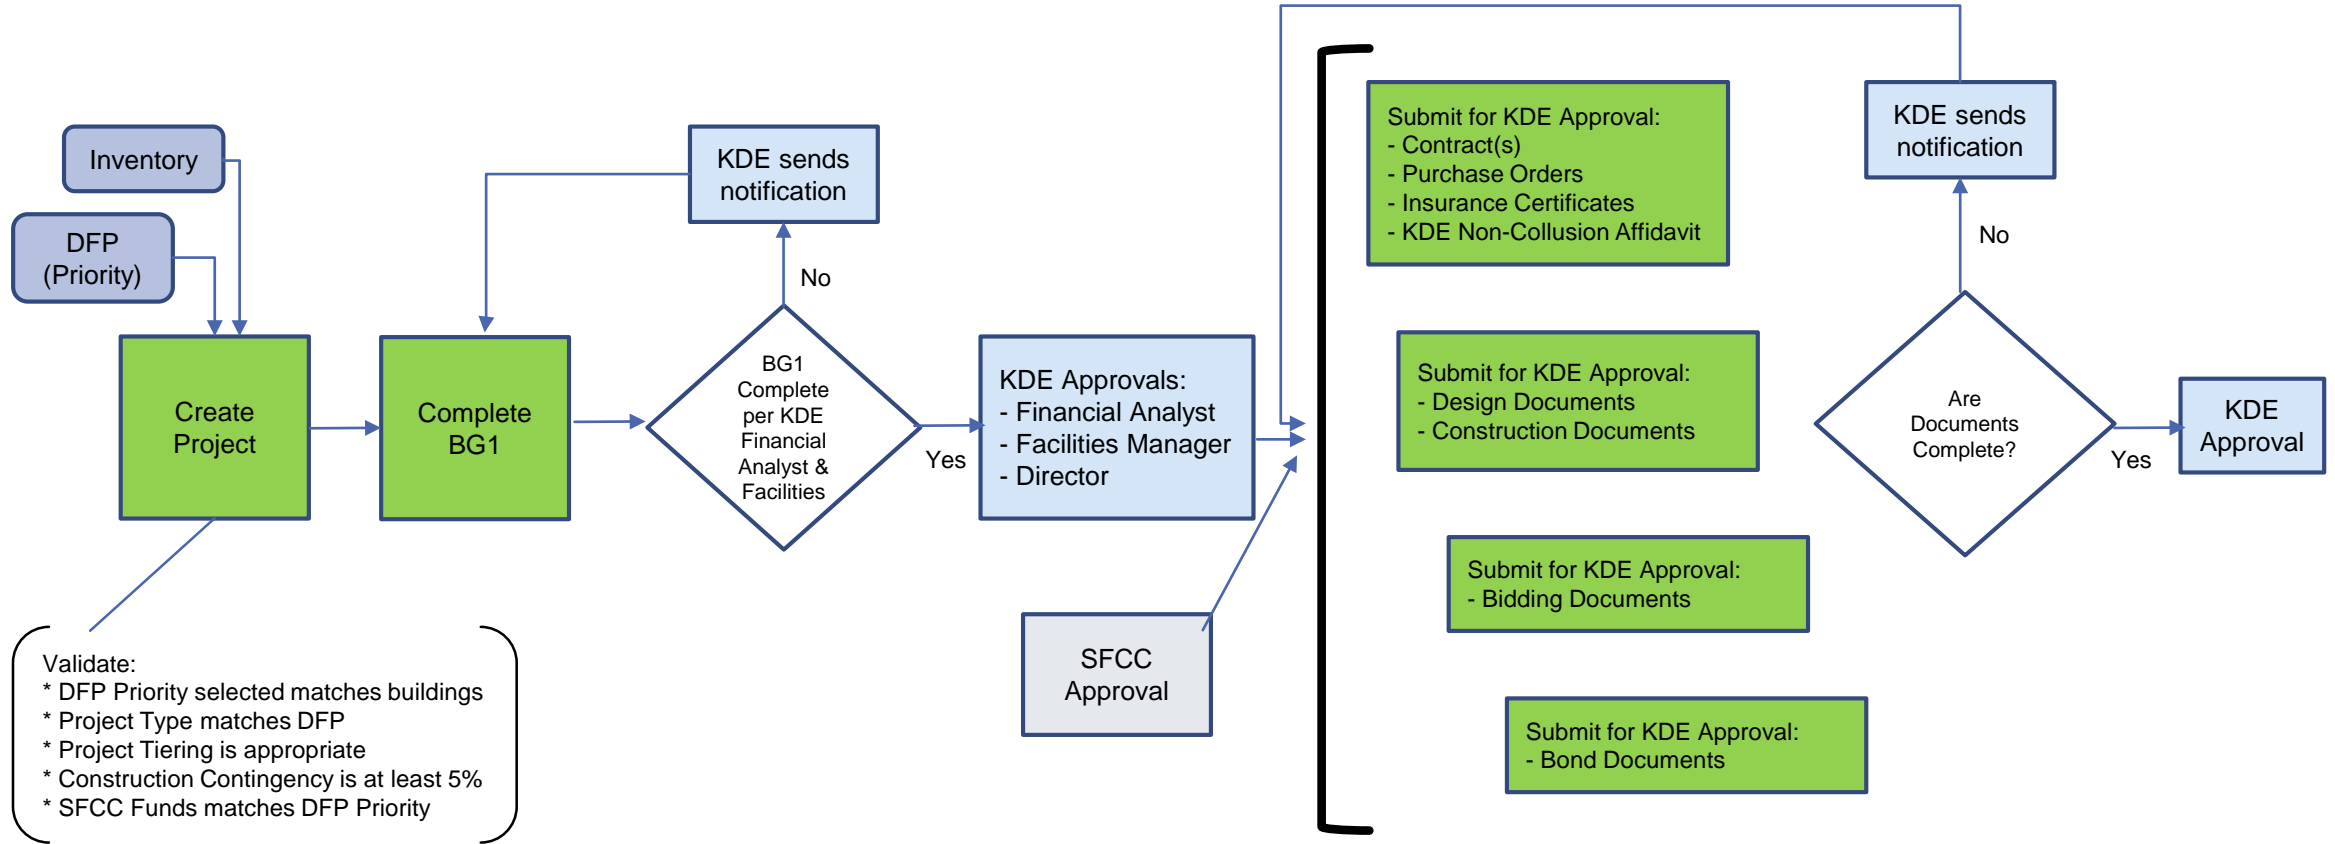 Inventory
DFP
(Priority)
Create
Project
Validate:
* DFP Priority selected matches buildings
* Project Type matches DFP
* Project Tiering is appropriate
* Construction Contingency is at least 5%
* SFCC Funds matches DFP Priority
Complete
BG1
KDE sends
notification
No
BG1
Complete
per KDE
Financial
Analyst &
Facilities
Yes
KDE Approvals:
- Financial Analyst
- Facilities Manager
- Director
SFCC
Approval
Submit for KDE Approval:
- Contract(s)
- Purchase Orders
- Insurance Certificates
- KDE Non-Collusion Affidavit
Submit for KDE Approval:
- Design Documents
- Construction Documents
Submit for KDE Approval:
- Bidding Documents
Submit for KDE Approval:
- Bond Documents
KDE sends
notification
No
Are
Documents
Complete?
Yes
KDE
Approval